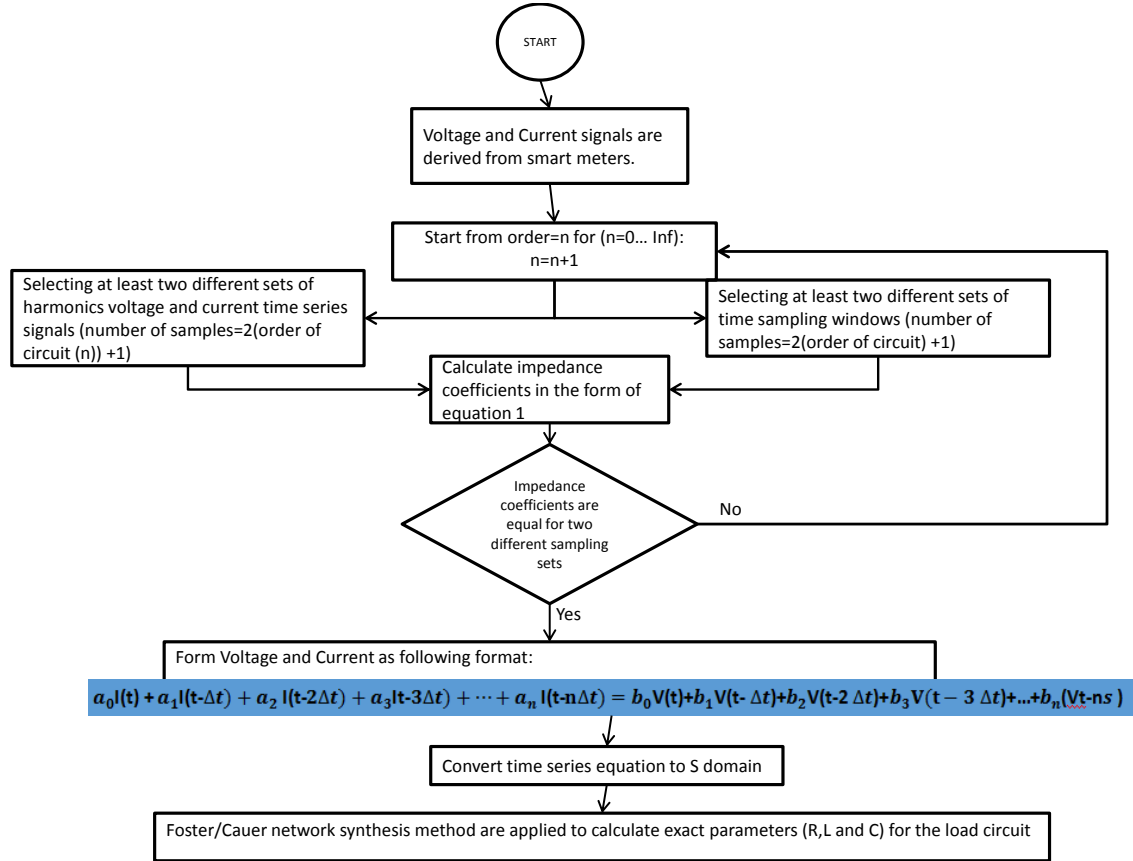 START
Voltage and Current signals are
derived from smart meters.
Start from order=n for (n=0... Inf):
n=n+1
Selecting at least two different sets of
harmonics voltage and current time series
signals (number of samples=2(order of
circuit (n)) +1)
Selecting at least two different sets of
time sampling windows (number of
samples=2(order of circuit) +1)
Calculate impedance
coefficients in the form of
equation 1
Impedance
coefficients are
equal for two
different sampling
sets
No
Yes
Form Voltage and Current as following format:
a₀I(t) + a₁I(t-Δt) + a₂ I(t-2Δt) + a₃It-3Δt) + ⋯ + aₙ I(t-nΔt) = b₀V(t)+b₁V(t- Δt)+b₂V(t-2 Δt)+b₃V(t − 3 Δt)+...+bₙ(Vt-ns )
Convert time series equation to S domain
Foster/Cauer network synthesis method are applied to calculate exact parameters (R,L and C) for the load circuit